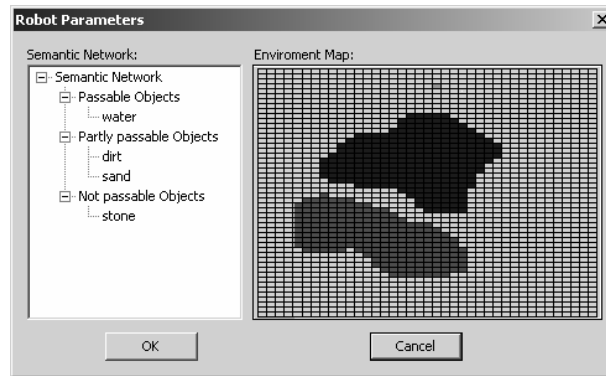 Robot Parameters
Semantic Network:
Enviroment Map:
Semantic Network
Passable Objects
water
Partly passable Objects
dirt
sand
Not passable Objects
stone
OK
Cancel